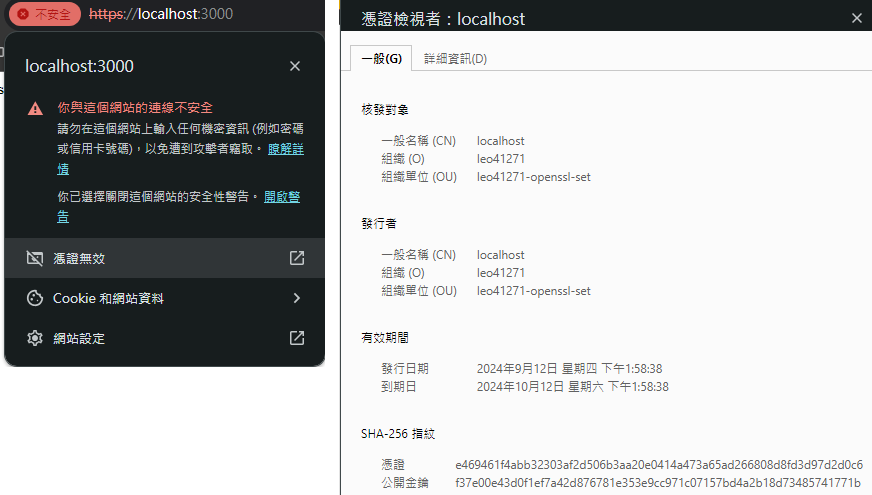 不安全 https://localhost:3000
localhost:3000
你與這個網站的連線不安全
請勿在這個網站上輸入任何機密資訊 (例如密碼
或信用卡號碼)，以免遭到攻擊者竊取。 瞭解詳
情
你已選擇關閉這個網站的安全性警告。 開啟警
告
憑證無效
Cookie 和網站資料
網站設定
憑證檢視者：localhost
一般(G) 詳細資訊(D)
核發對象
一般名稱 (CN) localhost
組織 (O) leo41271
組織單位 (OU) leo41271-openssl-set
發行者
一般名稱 (CN) localhost
組織 (O) leo41271
組織單位 (OU) leo41271-openssl-set
有效期間
發行日期 2024年9月12日 星期四 下午1:58:38
到期日 2024年10月12日 星期六 下午1:58:38
SHA-256 指紋
憑證 e469461f4abb32303af2d506b3aa20e0414a473a65ad266808d8fd3d97d2d0c6
公開金鑰 f37e00e43d0f1ef7a42d876781e353e9cc971c07157bd4a2b18d73485741771b